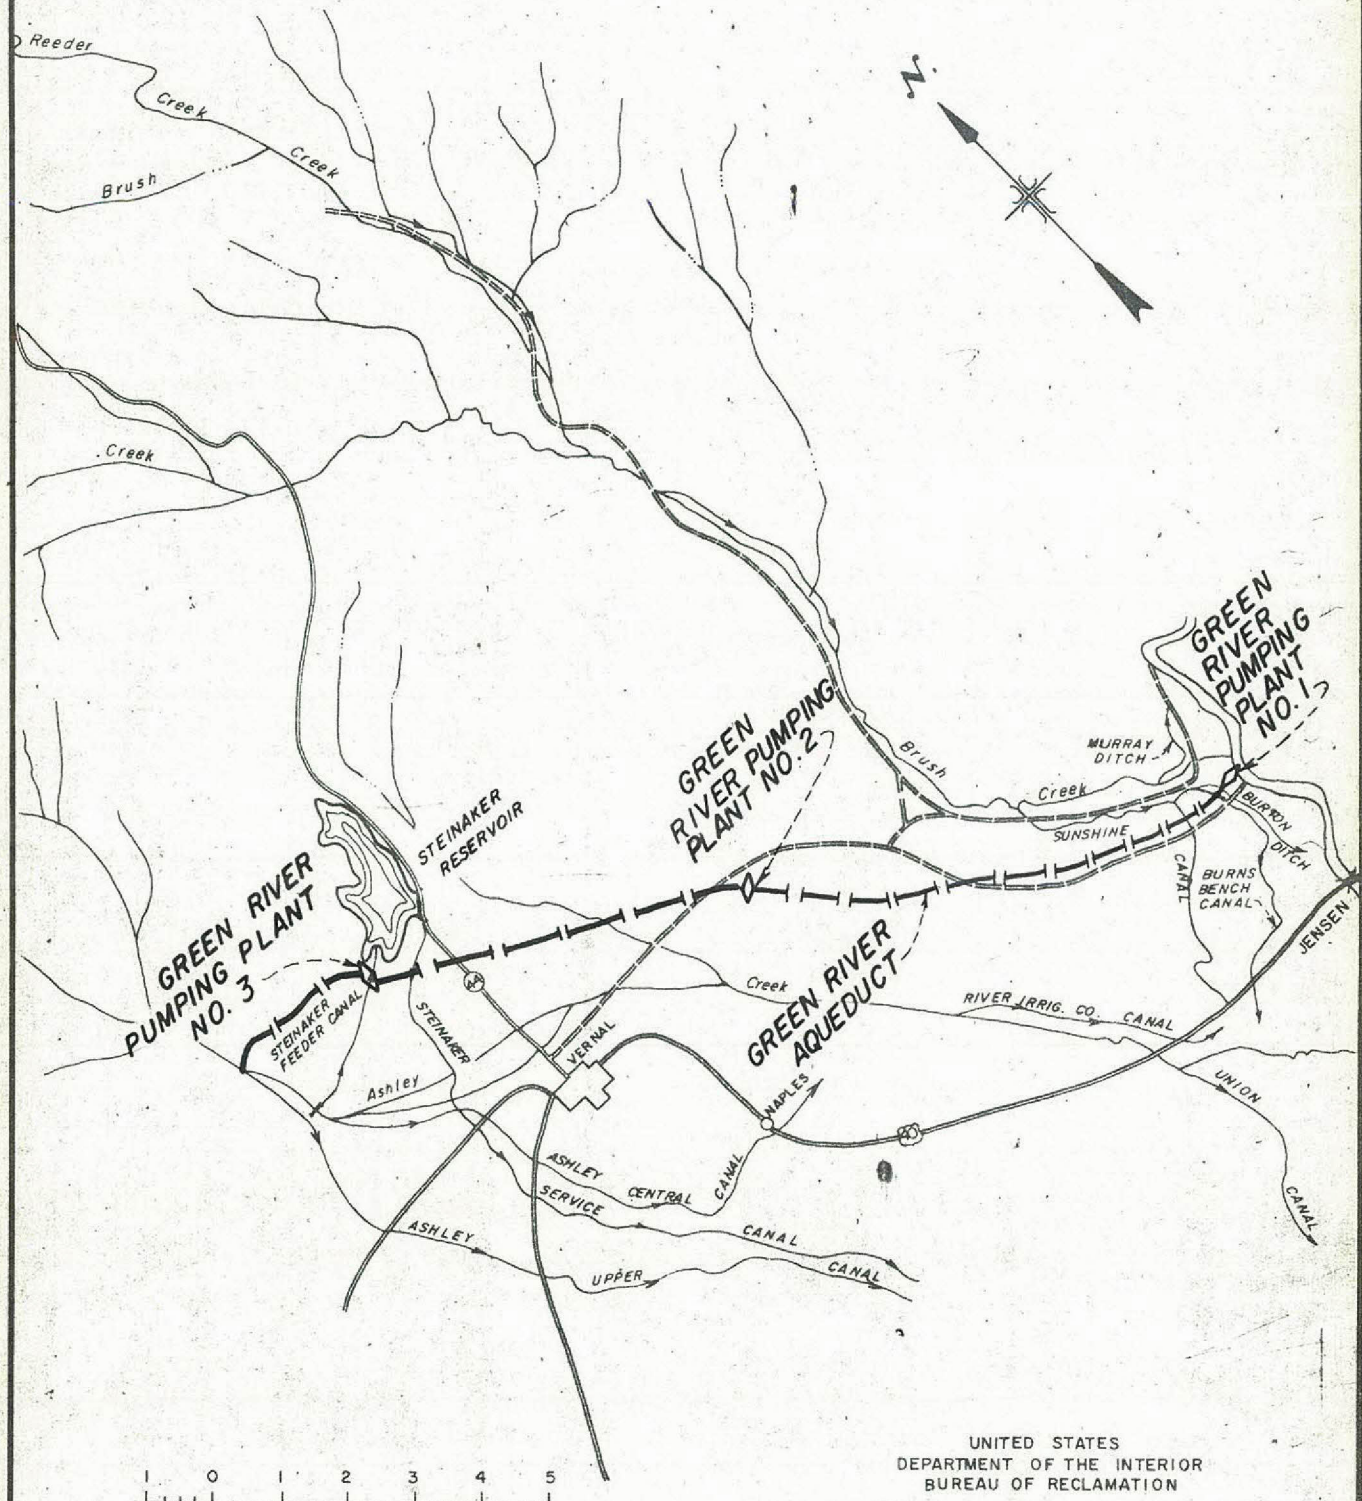 Reeder
Creek
Creek
Brush
N.
Creek
GREEN
RIVER
PUMPING
PLANT
NO. 1
GREEN
RIVER PUMPING
PLANT NO. 2
MURRAY
DITCH
Brush
Creek
SUNSHINE
CANAL
BURTON
DITCH
BURNS
BENCH
CANAL
JENSEN
STEINAKER
RESERVOIR
GREEN RIVER
PUMPING PLANT
NO. 3
STEINAKER
FEEDER CANAL
44
STEINAKER
Creek
GREEN RIVER
AQUEDUCT
RIVER IRRIG. CO. CANAL
VERNAL
Ashley
NAPLES
40
UNION
CANAL
ASHLEY
CENTRAL
CANAL
SERVICE
CANAL
ASHLEY
UPPER
CANAL
1 0 1 2 3 4 5
UNITED STATES
DEPARTMENT OF THE INTERIOR
BUREAU OF RECLAMATION